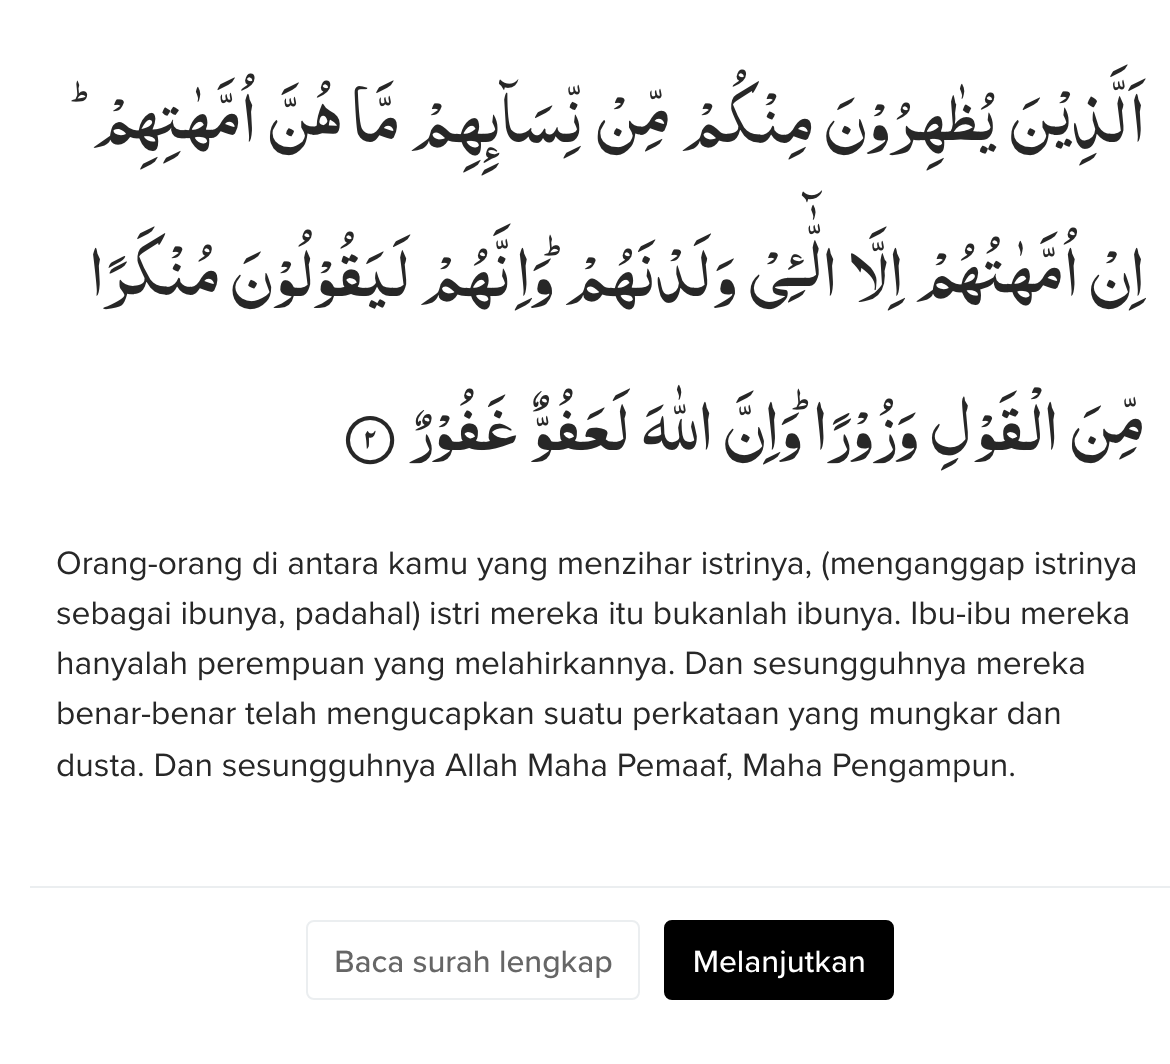 اَلَّذِيْنَ يُظٰهِرُوْنَ مِنْكُمْ مِّنْ نِّسَاۤىِٕهِمْ مَّا هُنَّ اُمَّهٰتِهِمْۗ
اِنْ اُمَّهٰتُهُمْ اِلَّا الّٰۤـِٔيْ وَلَدْنَهُمْۗ وَاِنَّهُمْ لَيَقُوْلُوْنَ مُنْكَرًا
مِّنَ الْقَوْلِ وَزُوْرًاۗ وَاِنَّ اللّٰهَ لَعَفُوٌّ غَفُوْرٌ ٢
Orang-orang di antara kamu yang menzihar istrinya, (menganggap istrinya
sebagai ibunya, padahal) istri mereka itu bukanlah ibunya. Ibu-ibu mereka
hanyalah perempuan yang melahirkannya. Dan sesungguhnya mereka
benar-benar telah mengucapkan suatu perkataan yang mungkar dan
dusta. Dan sesungguhnya Allah Maha Pemaaf, Maha Pengampun.
Baca surah lengkap
Melanjutkan